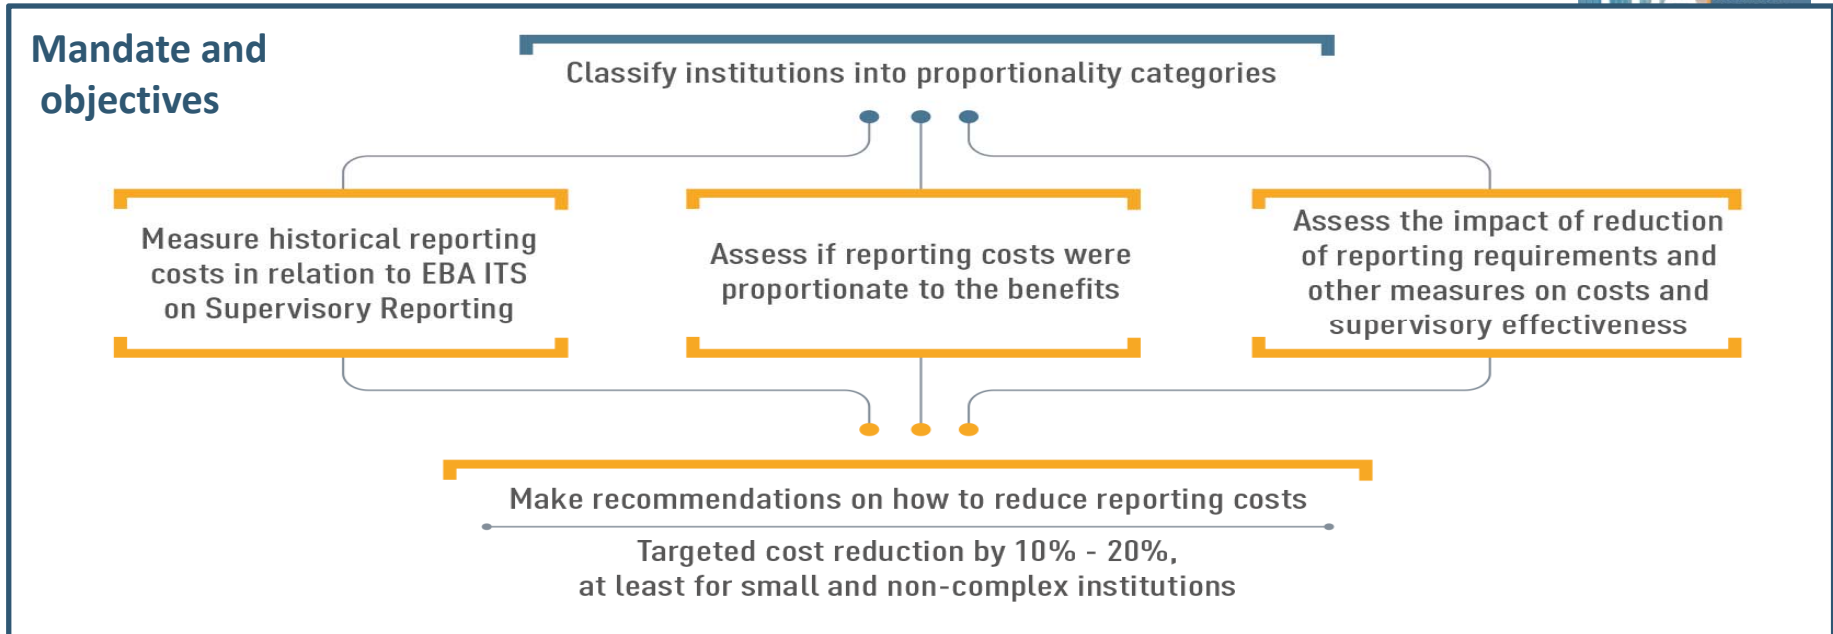 Mandate and
objectives
Classify institutions into proportionality categories
Measure historical reporting
costs in relation to EBA ITS
on Supervisory Reporting
Assess if reporting costs were
proportionate to the benefits
Assess the impact of reduction
of reporting requirements and
other measures on costs and
supervisory effectiveness
Make recommendations on how to reduce reporting costs
Targeted cost reduction by 10% - 20%,
at least for small and non-complex institutions